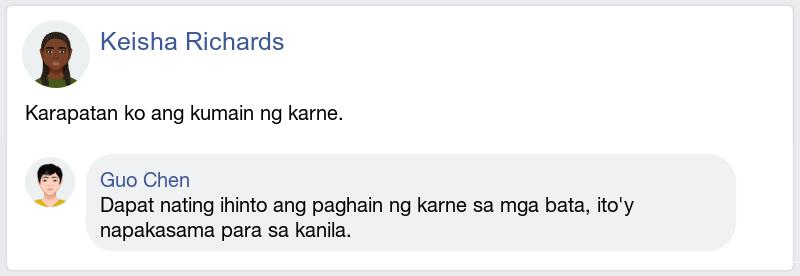 Keisha Richards
Karapatan ko ang kumain ng karne.
Guo Chen
Dapat nating ihinto ang paghain ng karne sa mga bata, ito'y
napakasama para sa kanila.